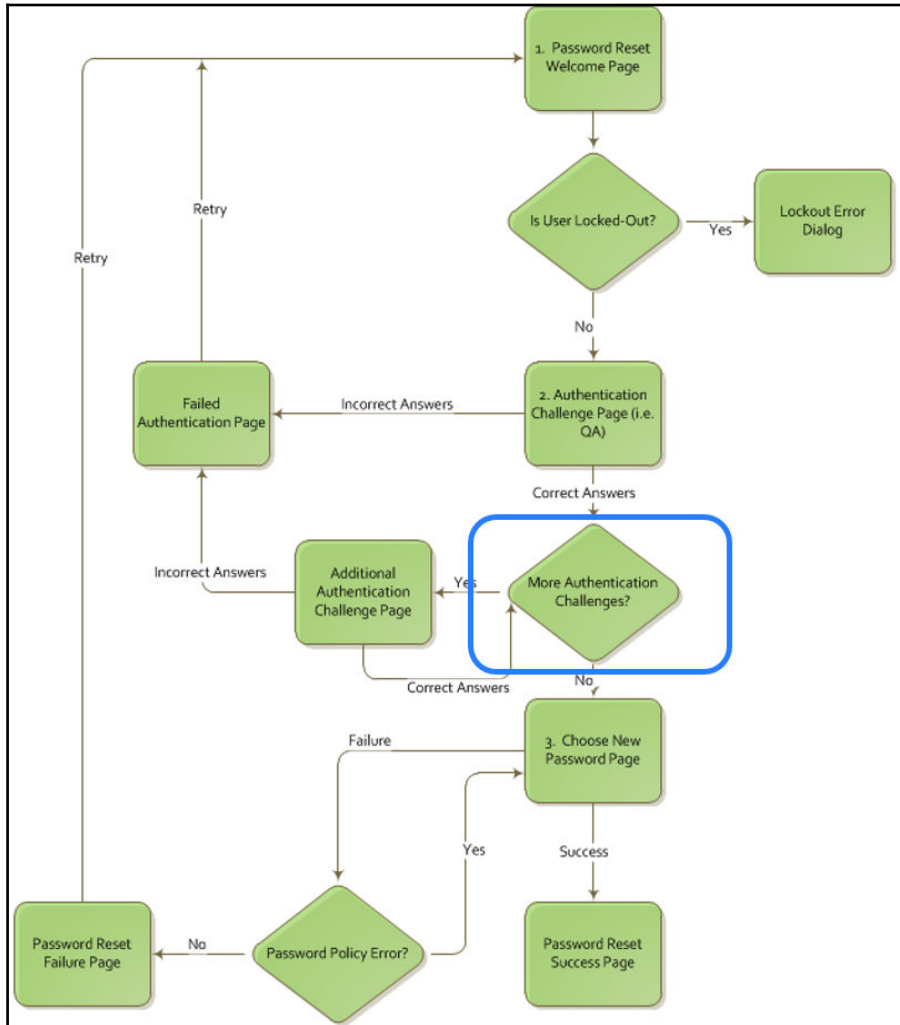 1. Password Reset
Welcome Page
Is User Locked-Out?
Yes
Lockout Error
Dialog
Retry
Retry
No
Failed
Authentication Page
Incorrect Answers
2. Authentication
Challenge Page (i.e.
QA)
Correct Answers
Incorrect Answers
Additional
Authentication
Challenge Page
Yes
More Authentication
Challenges?
Correct Answers
No
Failure
3. Choose New
Password Page
Yes
Success
Password Reset
Failure Page
No
Password Policy Error?
Password Reset
Success Page